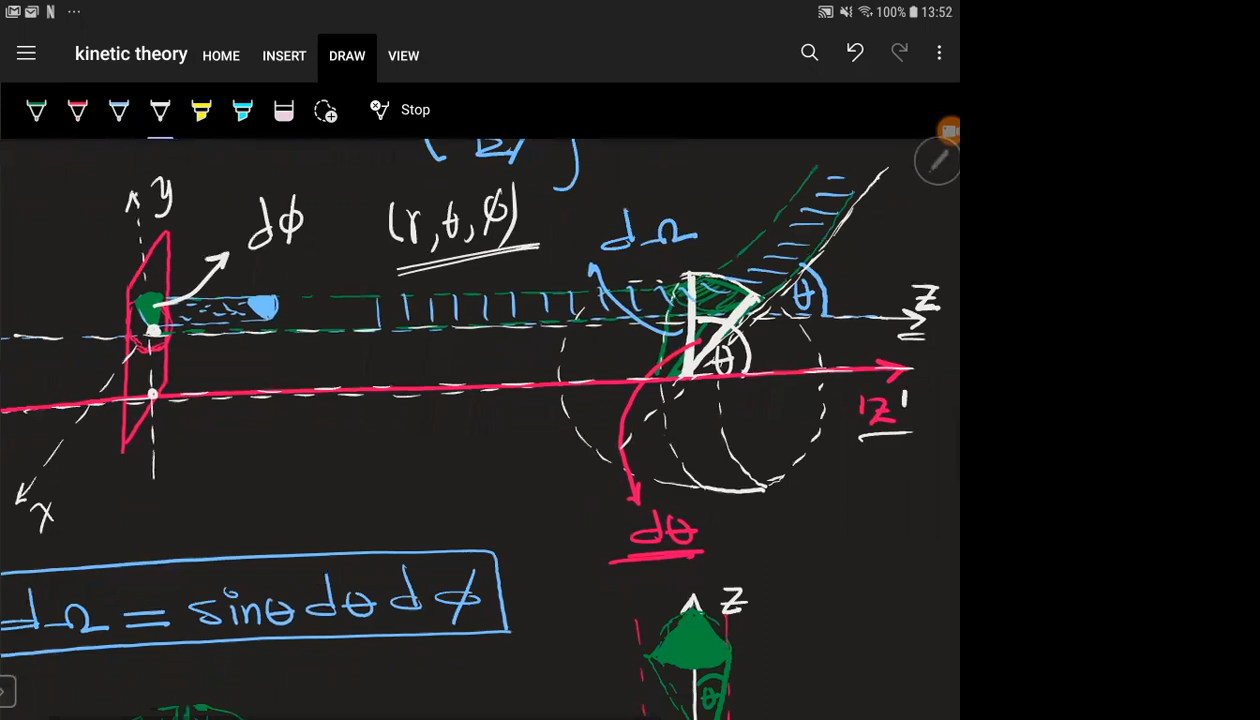 N ... 100% 13:52
kinetic theory HOME INSERT DRAW VIEW
Stop
y
dϕ
(r, θ, ϕ)
dΩ
θ
z
θ
'z'
x
dθ
dΩ = sinθ dθ dϕ
z
θ